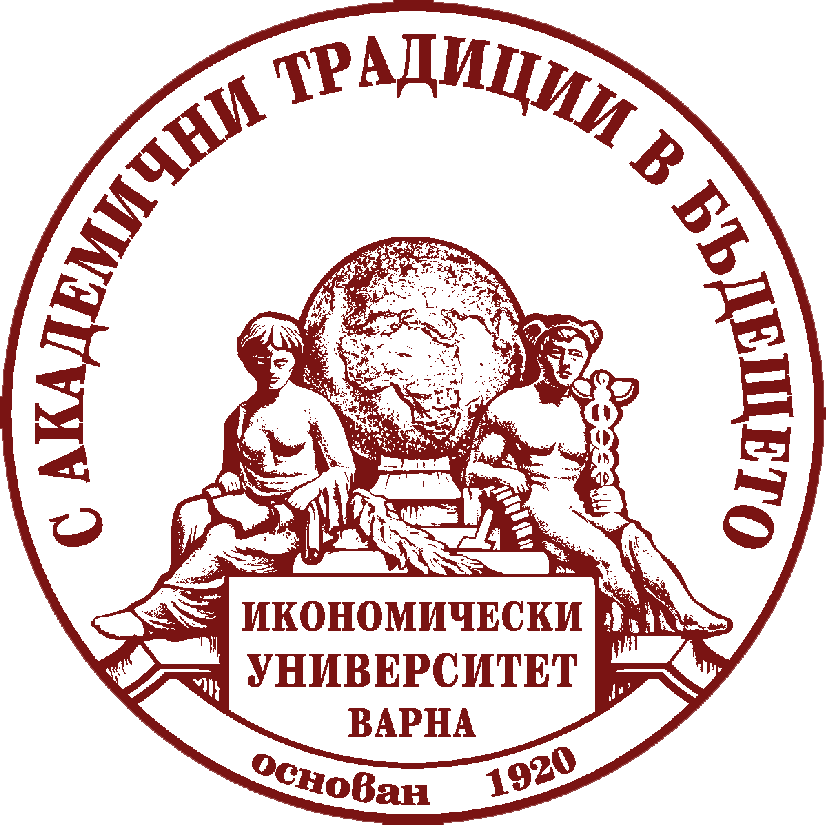 С АКАДЕМИЧНИ ТРАДИЦИИ В БЪДЕЩЕТО
ИКОНОМИЧЕСКИ
УНИВЕРСИТЕТ
ВАРНА
основан 1920